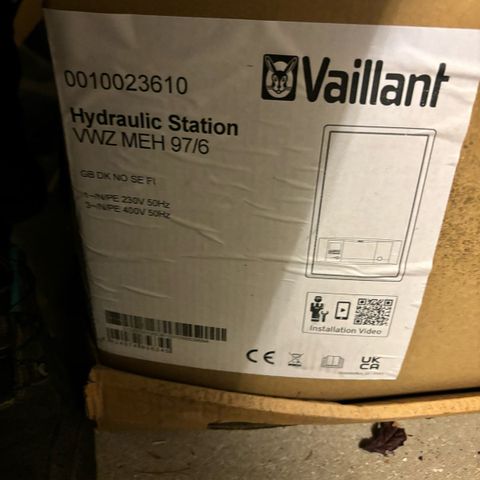 0010023610
Vaillant
Hydraulic Station
VWZ MEH 97/6
GB DK NO SE FI
1~/N/PE 230V 50Hz
3~/N/PE 400V 50Hz
Installation Video
CE
UK
CA